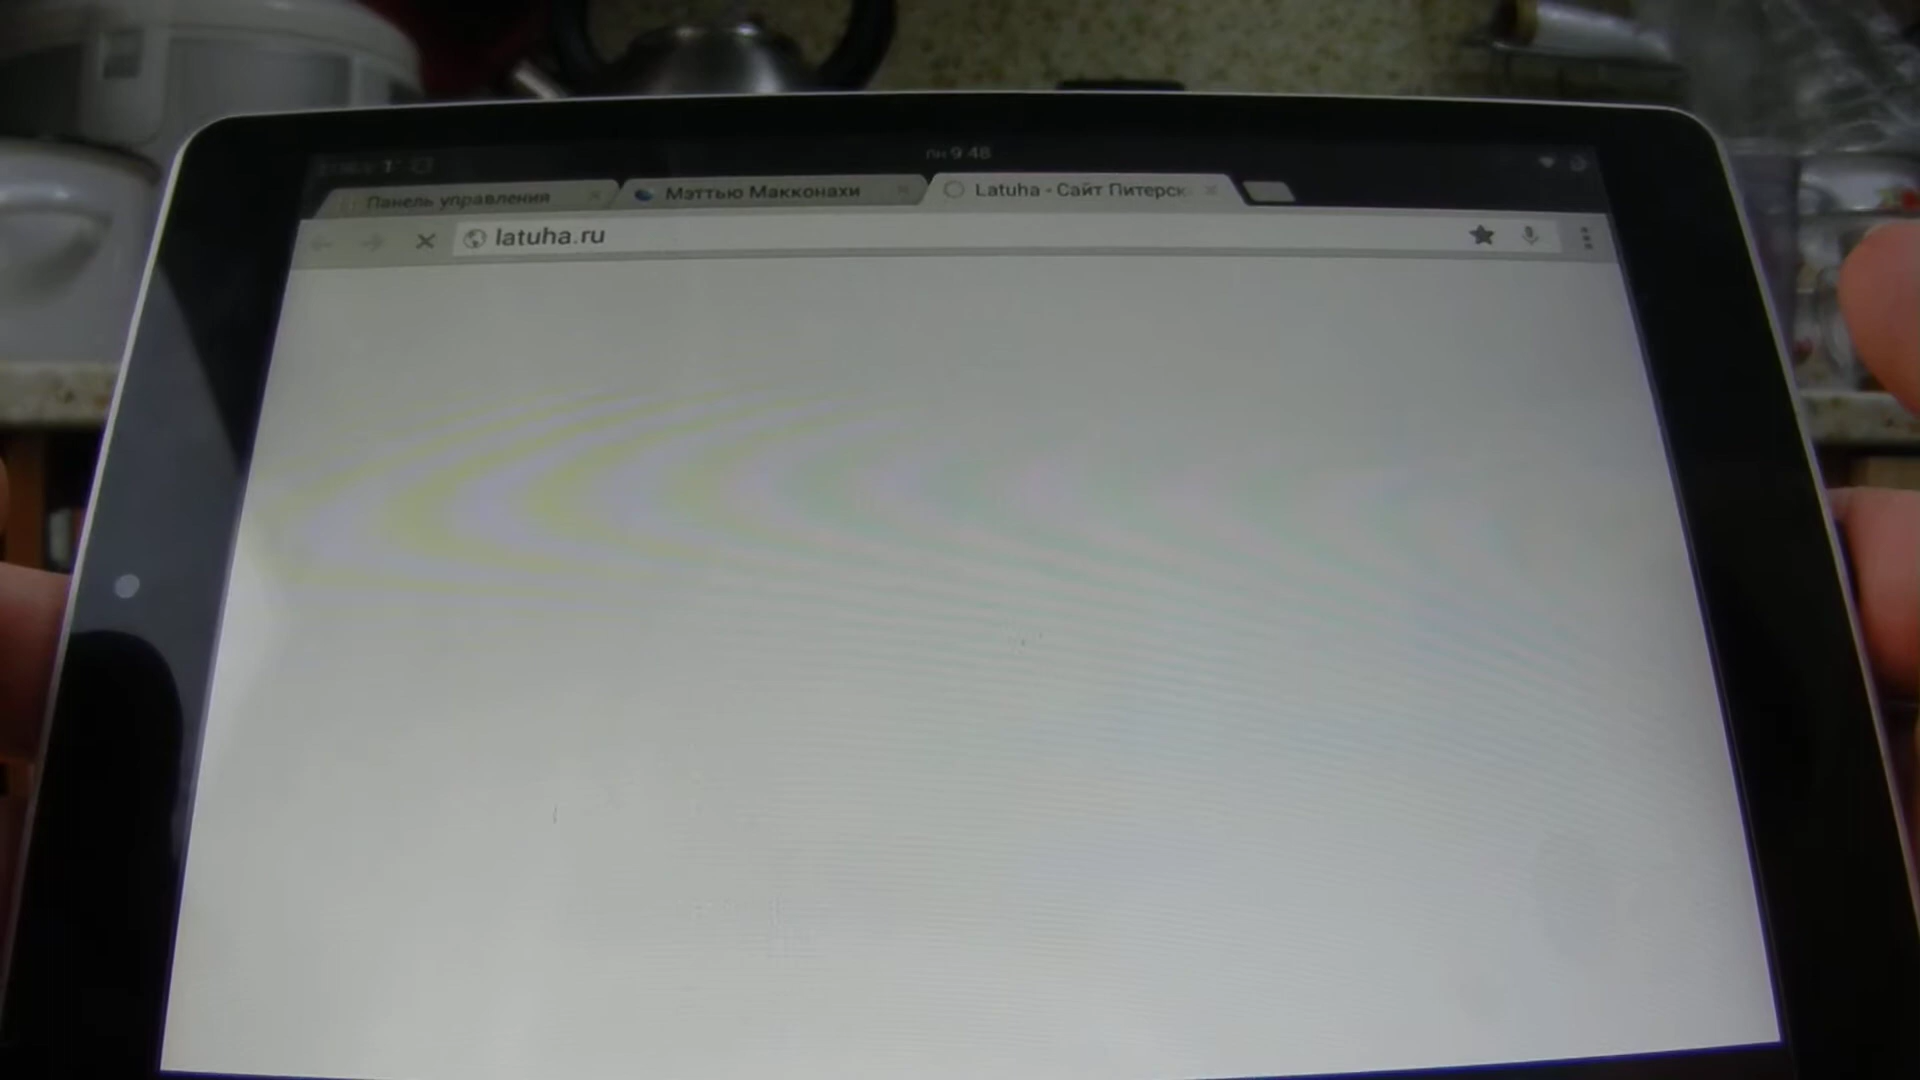 пн 9:48
Панель управления
Мэттью Макконахи
Latuha - Сайт Питерск
latuha.ru